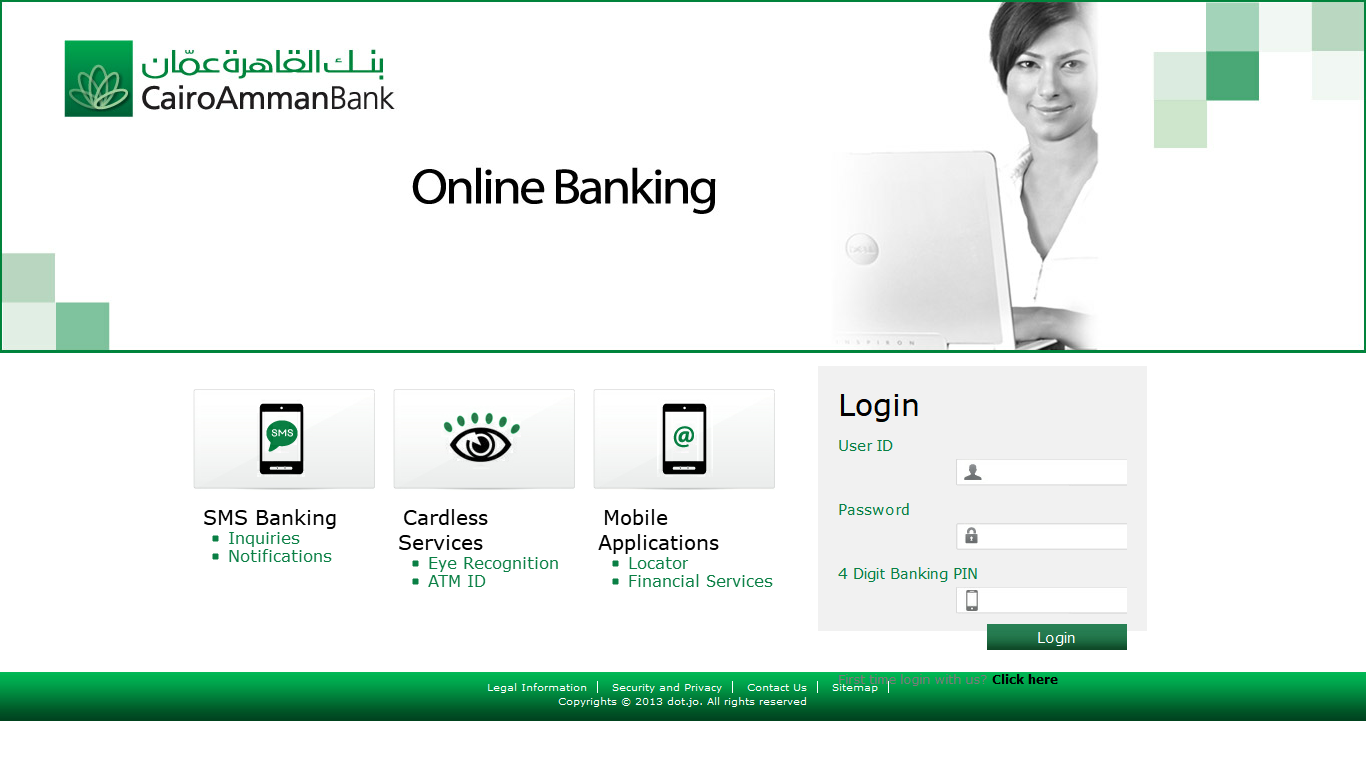 بنك القاهرة عمّان
CairoAmmanBank
Online Banking
DELL
INSPIRON
SMS
@
SMS Banking
Inquiries
Notifications
Cardless
Services
Eye Recognition
ATM ID
Mobile
Applications
Locator
Financial Services
Login
User ID
Password
4 Digit Banking PIN
Login
First time login with us? Click here
Legal Information
Security and Privacy
Contact Us
Sitemap
Copyrights © 2013 dot.jo. All rights reserved